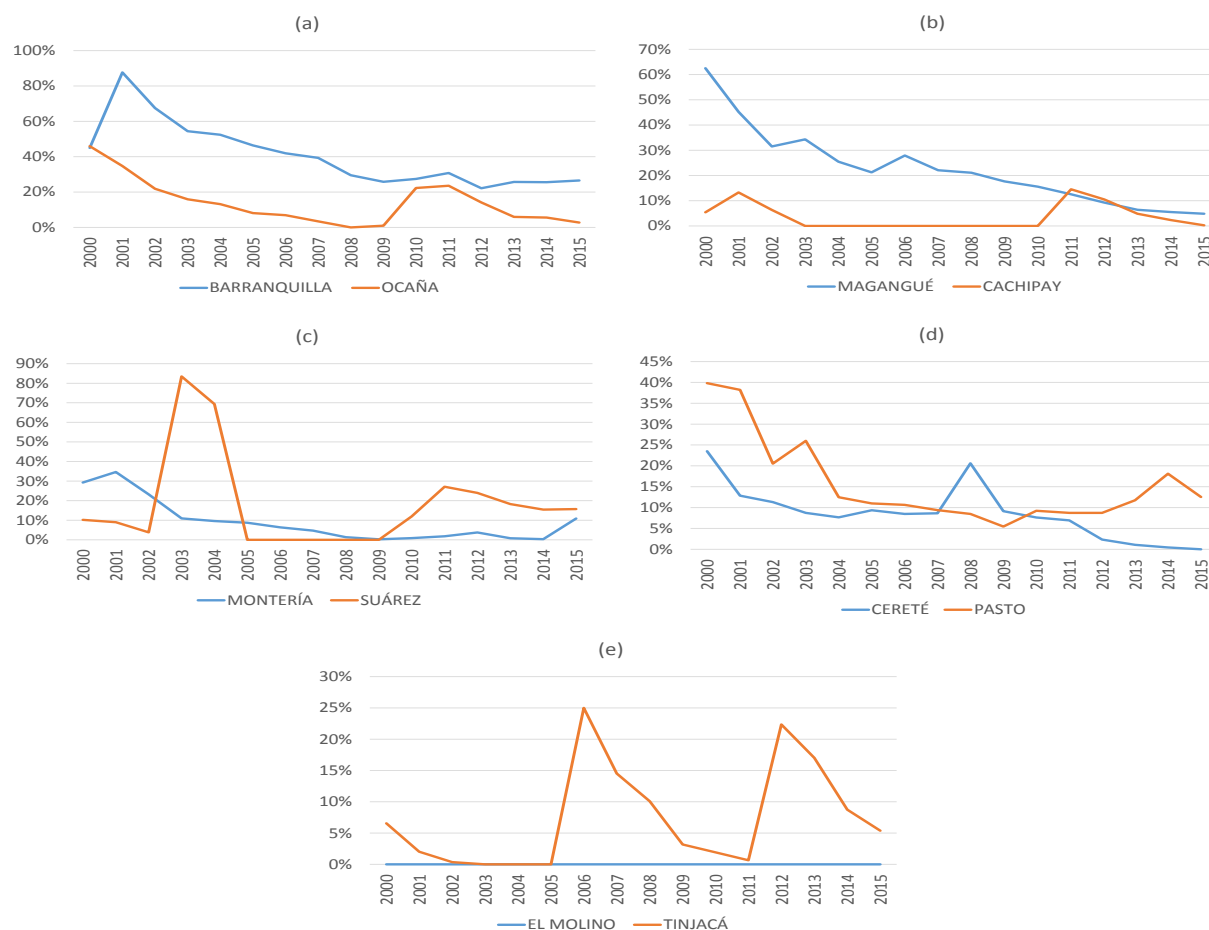 (a)
100%
80%
60%
40%
20%
0%
2000 2001 2002 2003 2004 2005 2006 2007 2008 2009 2010 2011 2012 2013 2014 2015
BARRANQUILLA OCAÑA
(b)
70%
60%
50%
40%
30%
20%
10%
0%
2000 2001 2002 2003 2004 2005 2006 2007 2008 2009 2010 2011 2012 2013 2014 2015
MAGANGUÉ CACHIPAY
(c)
90%
80%
70%
60%
50%
40%
30%
20%
10%
0%
2000 2001 2002 2003 2004 2005 2006 2007 2008 2009 2010 2011 2012 2013 2014 2015
MONTERÍA SUÁREZ
(d)
45%
40%
35%
30%
25%
20%
15%
10%
5%
0%
2000 2001 2002 2003 2004 2005 2006 2007 2008 2009 2010 2011 2012 2013 2014 2015
CERETÉ PASTO
(e)
30%
25%
20%
15%
10%
5%
0%
2000 2001 2002 2003 2004 2005 2006 2007 2008 2009 2010 2011 2012 2013 2014 2015
EL MOLINO TINJACÁ